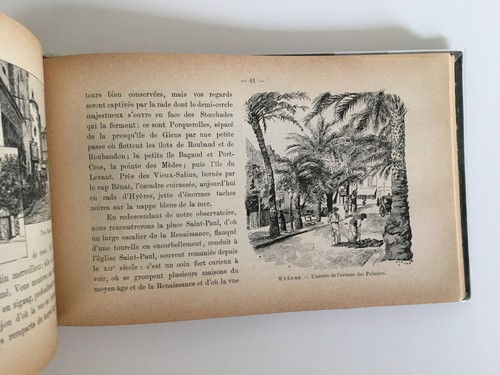 — 61 —
tours bien conservées, mais vos regards
seront captivés par la rade dont le demi-cercle
majestueux s'ouvre en face des Stœchades
qui la ferment ; ce sont Porquerolles, séparé
de la presqu'île de Giens par une petite
passe où flottent les îlots de Rouband et de
Roubandon; la petite île Bagaud et Port-
Cros, la pointe des Mèdes; puis l'île du
Levant. Près des Vieux-Salins, bornés par
le cap Bénat, l'escadre cuirassée, aujourd'hui
en rade d'Hyères, jette d'énormes taches
noires sur la nappe bleue de la mer.
En redescendant de notre observatoire,
nous rencontrerons la place Saint-Paul, d'où
un large escalier de la Renaissance, flanqué
d'une tourelle en encorbellement, conduit à
l'église Saint-Paul, souvent remaniée depuis
le XIIe siècle : c'est un coin fort curieux à
voir, où se groupent plusieurs maisons du
moyen âge et de la Renaissance et d'où la vue
HYÈRES. — L'entrée de l'avenue des Palmiers.